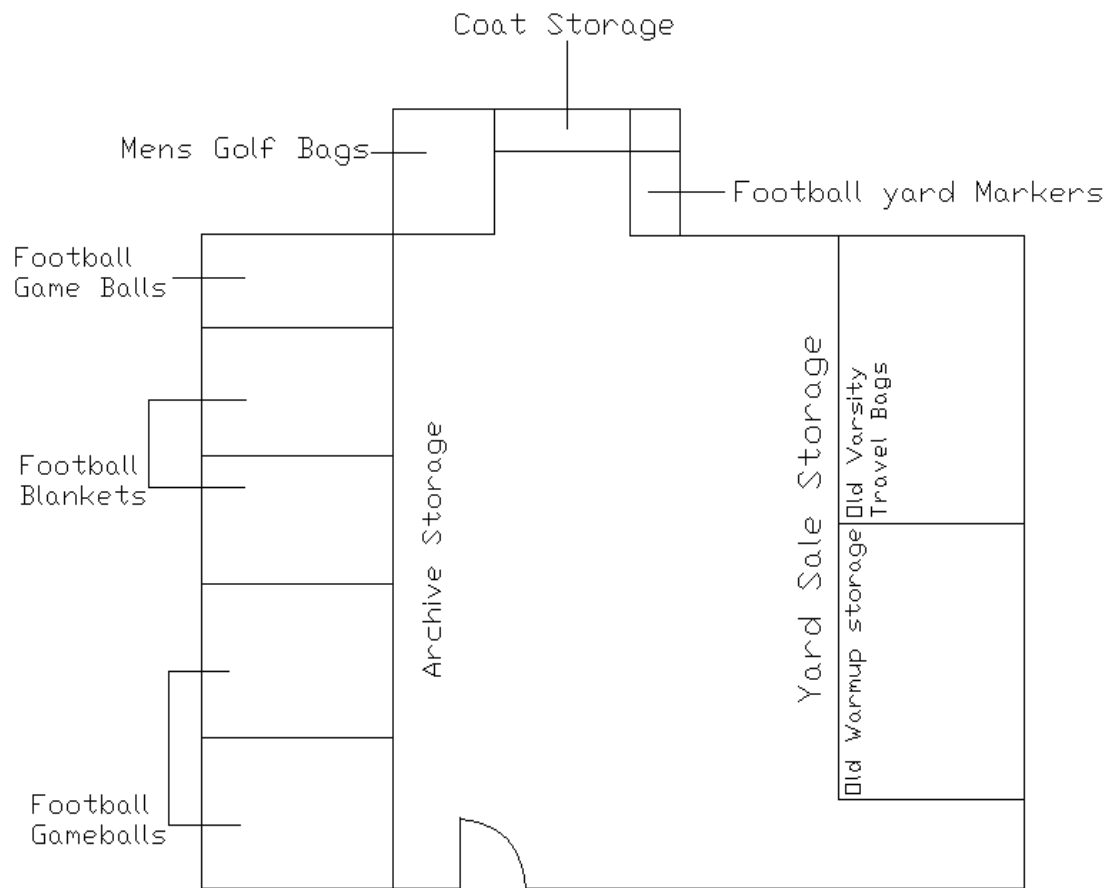 Coat Storage
Mens Golf Bags
Football yard Markers
Football
Game Balls
Football
Blankets
Football
Gameballs
Archive Storage
Yard Sale Storage
Old Varsity
Travel Bags
Old Warmup storage